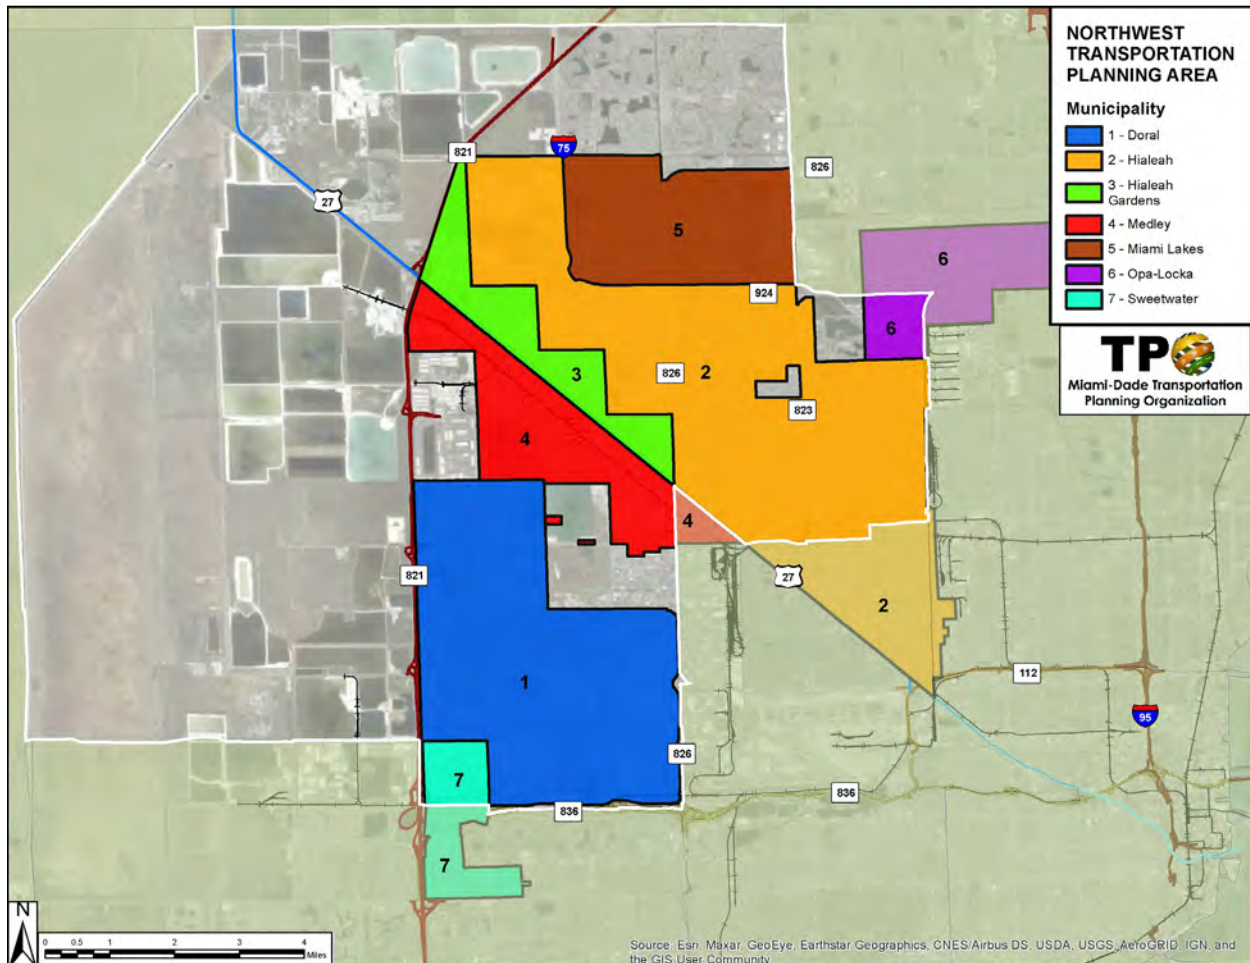 NORTHWEST
TRANSPORTATION
PLANNING AREA
Municipality
1 - Doral
2 - Hialeah
3 - Hialeah
Gardens
4 - Medley
5 - Miami Lakes
6 - Opa-Locka
7 - Sweetwater
TPO
Miami-Dade Transportation
Planning Organization
821
75
826
27
5
6
924
6
3
826
2
823
4
4
821
27
2
1
112
95
826
7
836
836
7
N
0 0.5 1 2 3 4
Miles
Source: Esri, Maxar, GeoEye, Earthstar Geographics, CNES/Airbus DS, USDA, USGS, AeroGRID, IGN, and
the GIS User Community